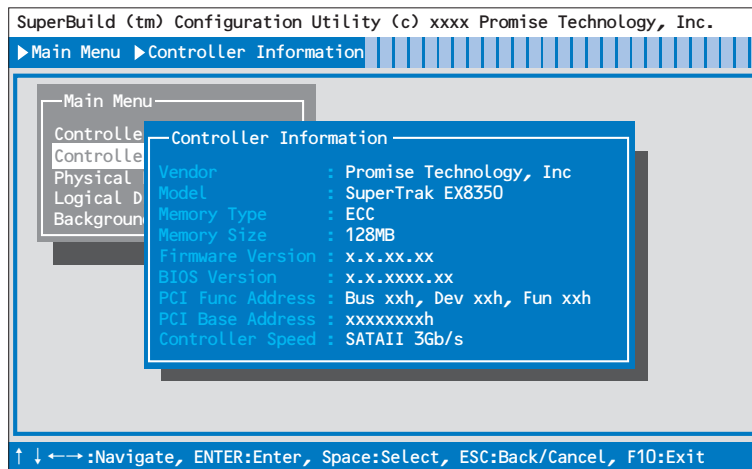 SuperBuild (tm) Configuration Utility (c) xxxx Promise Technology, Inc.
▶Main Menu ▶Controller Information
Main Menu
Controlle
Controlle
Physical
Logical D
Backgroun
Controller Information
Vendor : Promise Technology, Inc
Model : SuperTrak EX8350
Memory Type : ECC
Memory Size : 128MB
Firmware Version : x.x.xx.xx
BIOS Version : x.x.xxxx.xx
PCI Func Address : Bus xxh, Dev xxh, Fun xxh
PCI Base Address : xxxxxxxxh
Controller Speed : SATAII 3Gb/s
↑↓←→:Navigate, ENTER:Enter, Space:Select, ESC:Back/Cancel, F10:Exit